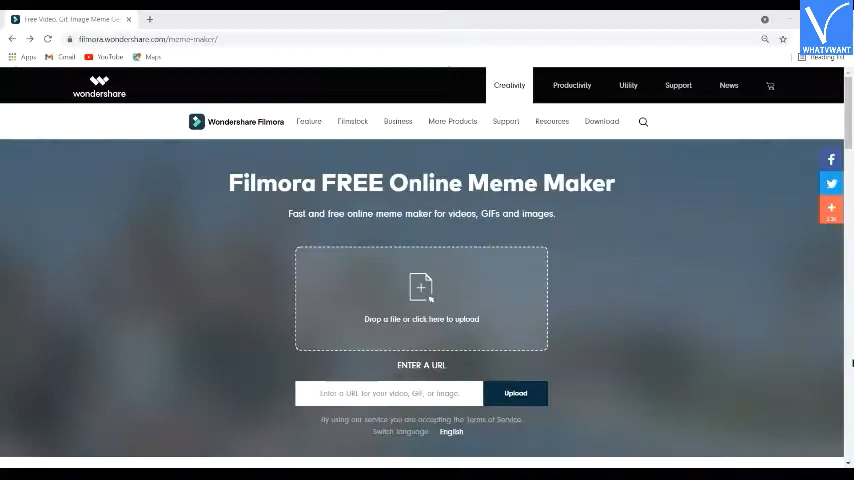 Free Video, Gif, Image Meme Ge
filmora.wondershare.com/meme-maker/
WHATVWANT
Apps Gmail YouTube Maps
Reading list
wondershare
Creativity Productivity Utility Support News
Wondershare Filmora Feature Filmstock Business More Products Support Resources Download
Filmora FREE Online Meme Maker
Fast and free online meme maker for videos, GIFs and images.
Drop a file or click here to upload
ENTER A URL
Enter a URL for your video, GIF, or image. Upload
By using our service you are accepting the Terms of Service.
Switch language: English